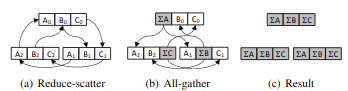 A0 B0 C0
ΣA B0 C0
ΣA ΣB ΣC
A2 B2 C2 A1 B1 C1
A2 B2 ΣC A1 ΣB C1
ΣA ΣB ΣC ΣA ΣB ΣC
(a) Reduce-scatter
(b) All-gather
(c) Result